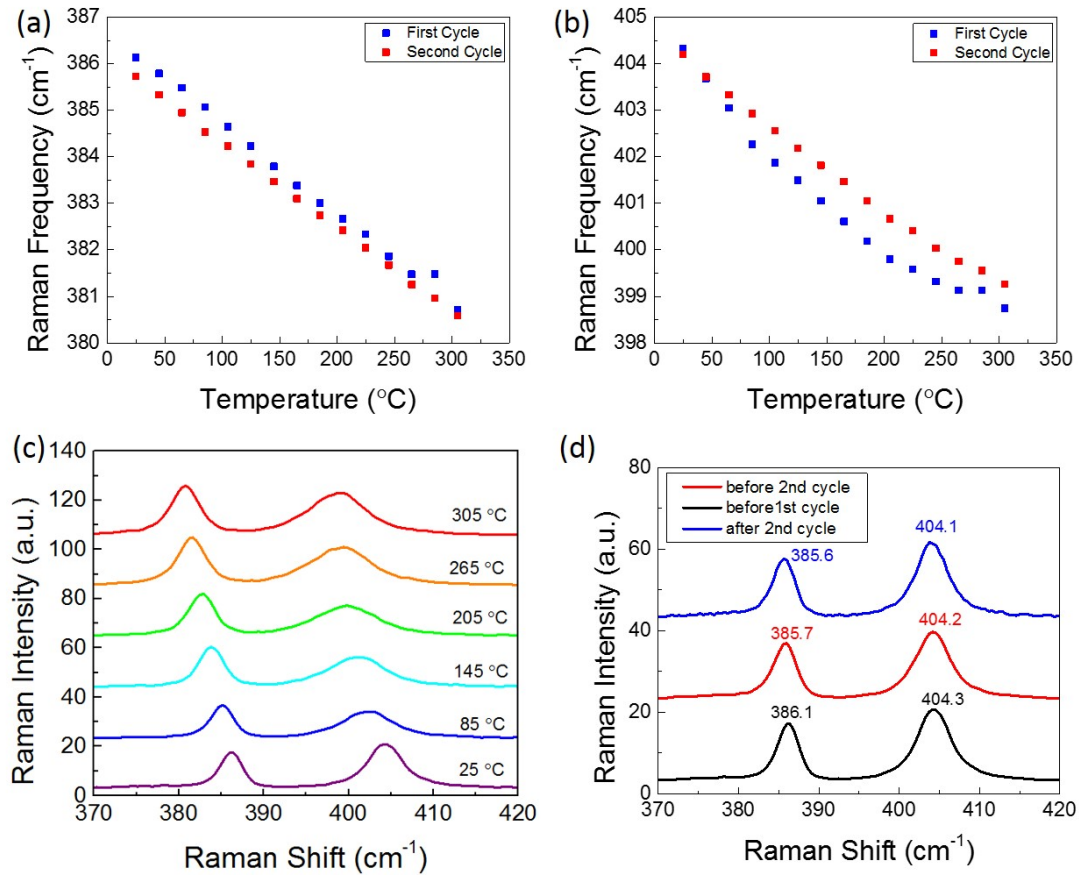 (a)
387
386
385
384
383
382
381
380
Raman Frequency (cm-1)
First Cycle
Second Cycle
0 50 100 150 200 250 300 350
Temperature (°C)
(b)
405
404
403
402
401
400
399
398
Raman Frequency (cm-1)
First Cycle
Second Cycle
0 50 100 150 200 250 300 350
Temperature (°C)
(c)
140
120
100
80
60
40
20
0
Raman Intensity (a.u.)
305 °C
265 °C
205 °C
145 °C
85 °C
25 °C
370 380 390 400 410 420
Raman Shift (cm-1)
(d)
80
60
40
20
0
Raman Intensity (a.u.)
before 2nd cycle
before1st cycle
after 2nd cycle
385.6 404.1
385.7 404.2
386.1 404.3
370 380 390 400 410 420
Raman Shift (cm-1)